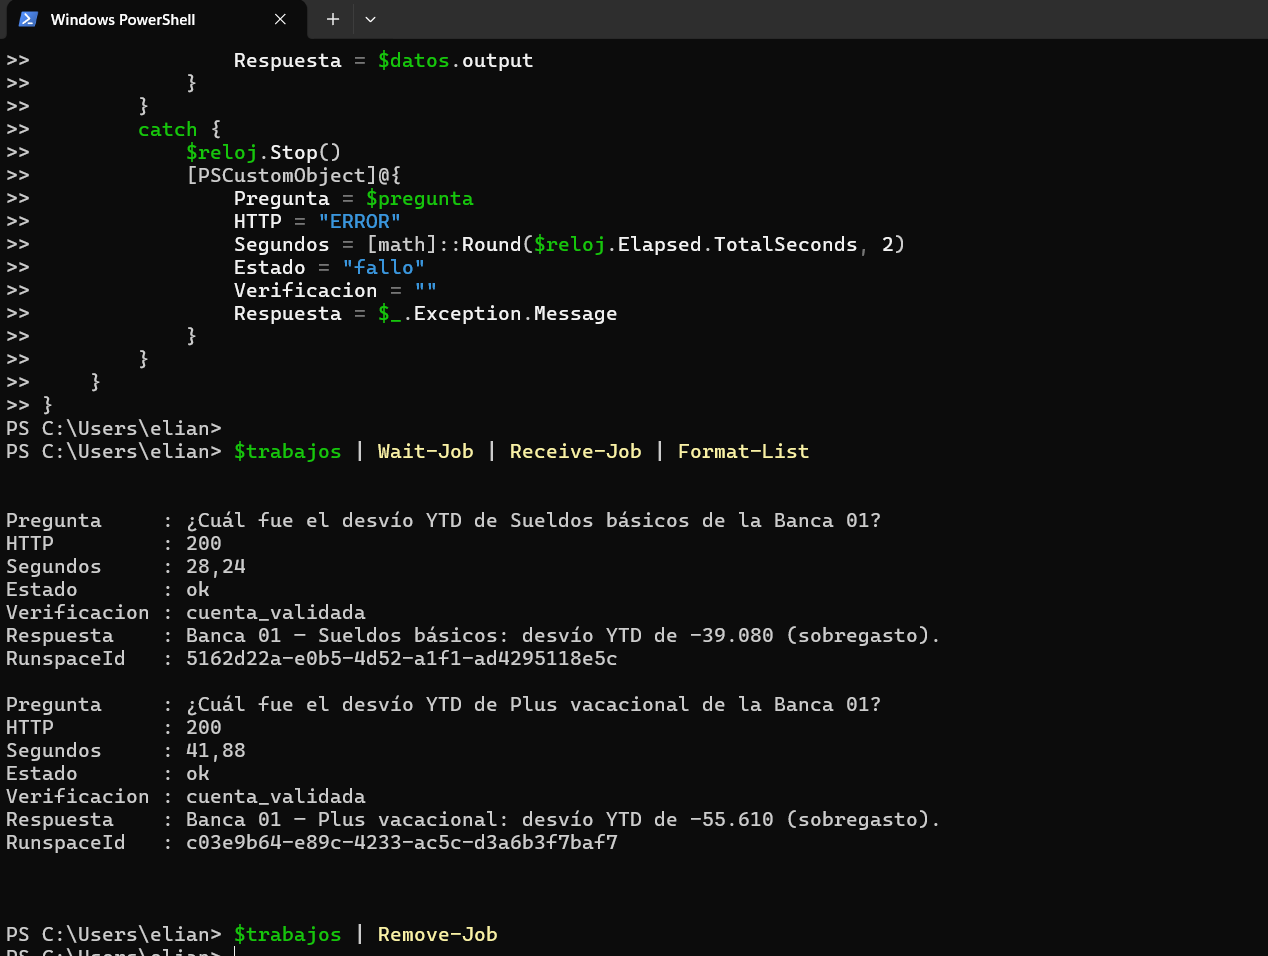 Windows PowerShell
>>                 Respuesta = $datos.output
>>             }
>>         }
>>         catch {
>>             $reloj.Stop()
>>             [PSCustomObject]@{
>>                 Pregunta = $pregunta
>>                 HTTP = "ERROR"
>>                 Segundos = [math]::Round($reloj.Elapsed.TotalSeconds, 2)
>>                 Estado = "fallo"
>>                 Verificacion = ""
>>                 Respuesta = $_.Exception.Message
>>             }
>>         }
>>     }
>> }
PS C:\Users\elian>
PS C:\Users\elian> $trabajos | Wait-Job | Receive-Job | Format-List
Pregunta     : ¿Cuál fue el desvío YTD de Sueldos básicos de la Banca 01?
HTTP         : 200
Segundos     : 28,24
Estado       : ok
Verificacion : cuenta_validada
Respuesta    : Banca 01 — Sueldos básicos: desvío YTD de -39.080 (sobregasto).
RunspaceId   : 5162d22a-e0b5-4d52-a1f1-ad4295118e5c
Pregunta     : ¿Cuál fue el desvío YTD de Plus vacacional de la Banca 01?
HTTP         : 200
Segundos     : 41,88
Estado       : ok
Verificacion : cuenta_validada
Respuesta    : Banca 01 — Plus vacacional: desvío YTD de -55.610 (sobregasto).
RunspaceId   : c03e9b64-e89c-4233-ac5c-d3a6b3f7baf7
PS C:\Users\elian> $trabajos | Remove-Job
PS C:\Users\elian>